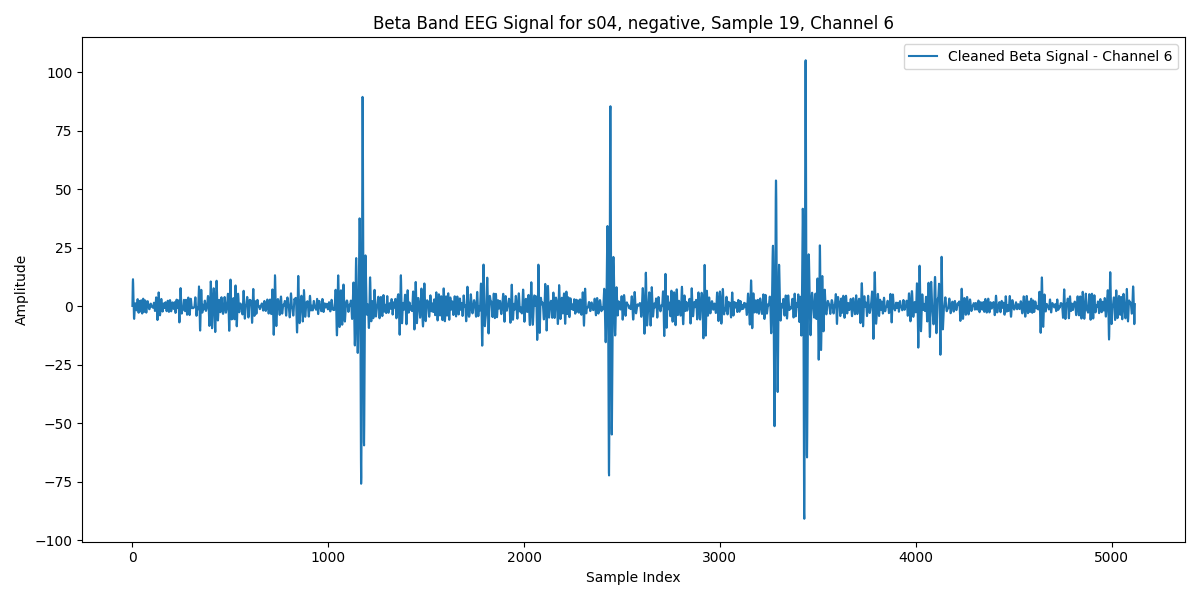 Beta Band EEG Signal for s04, negative, Sample 19, Channel 6
Cleaned Beta Signal - Channel 6
100
75
50
25
0
−25
−50
−75
−100
Amplitude
0 1000 2000 3000 4000 5000
Sample Index